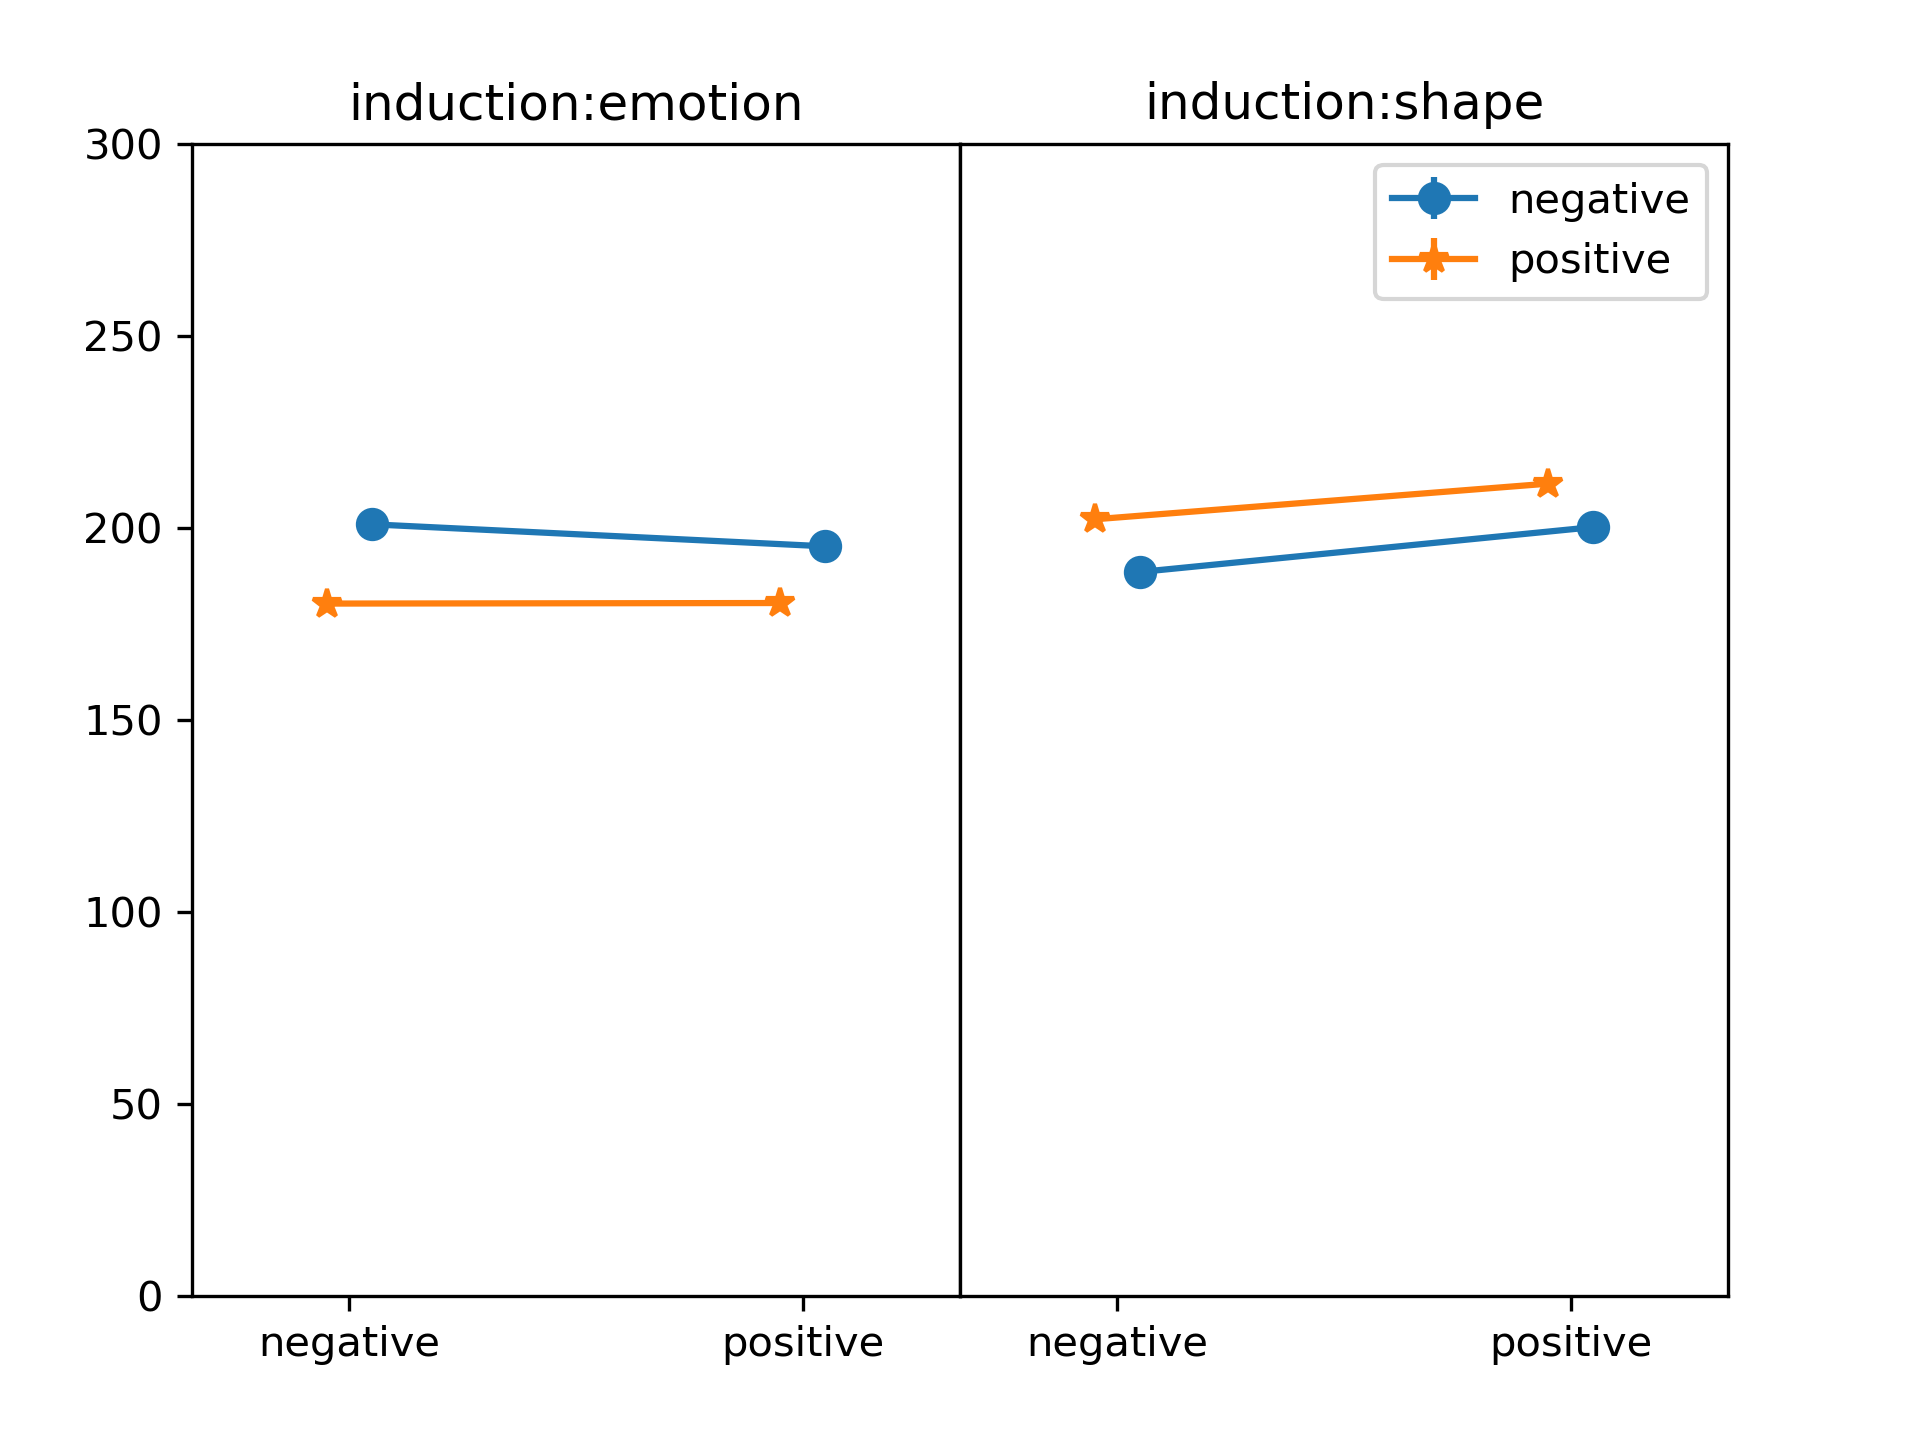 induction:emotion
induction:shape
300
250
200
150
100
50
0
negative
positive
negative
positive
negative
positive